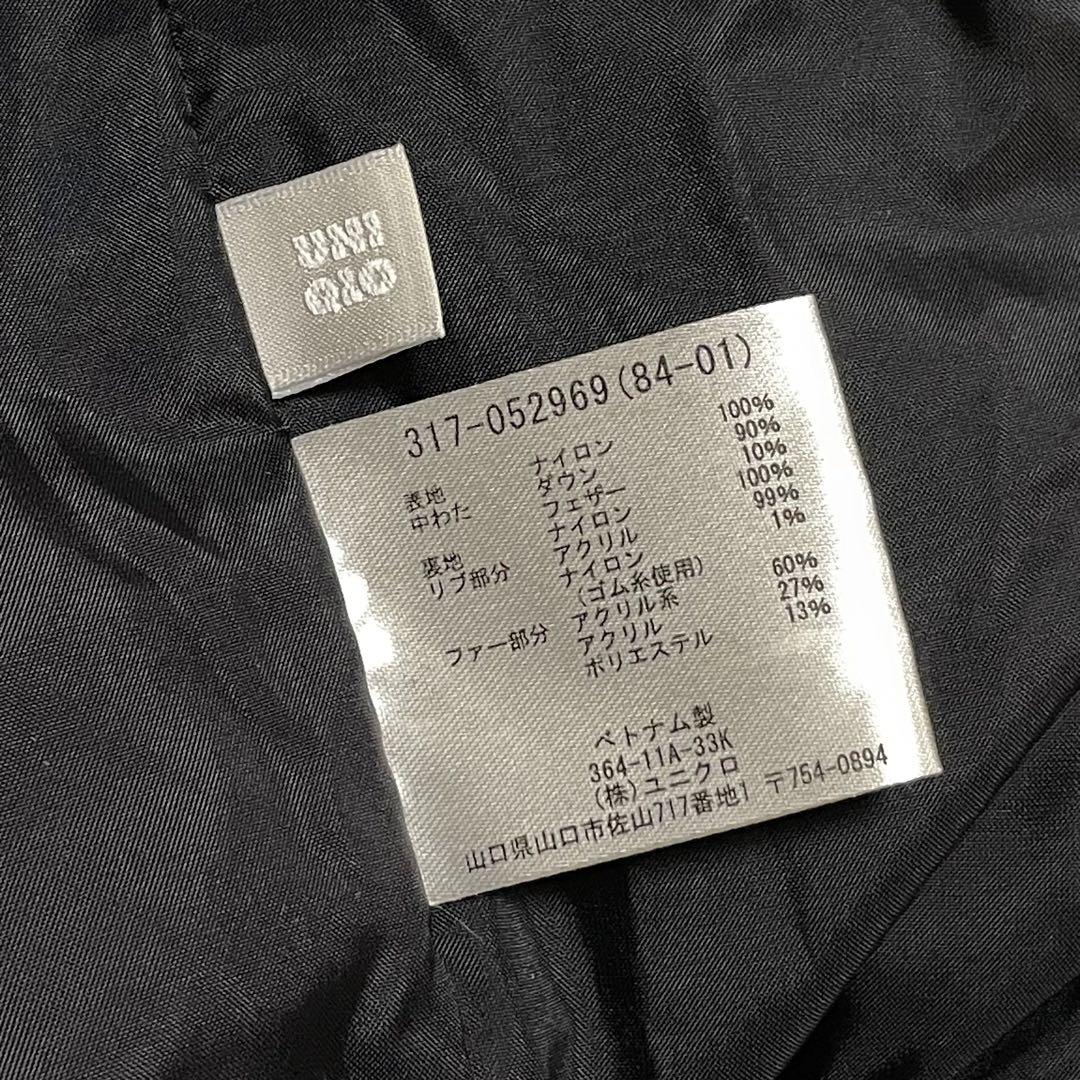 UNI
QLO
317-052969(84-01)
表地 ナイロン 100%
中わた ダウン 90%
フェザー 10%
裏地 ナイロン 100%
リブ部分 アクリル 99%
ナイロン 1%
(ゴム糸使用)
ファー部分 アクリル系 60%
アクリル 27%
ポリエステル 13%
ベトナム製
364-11A-33K
(株)ユニクロ
山口県山口市佐山717番地1 〒754-0894